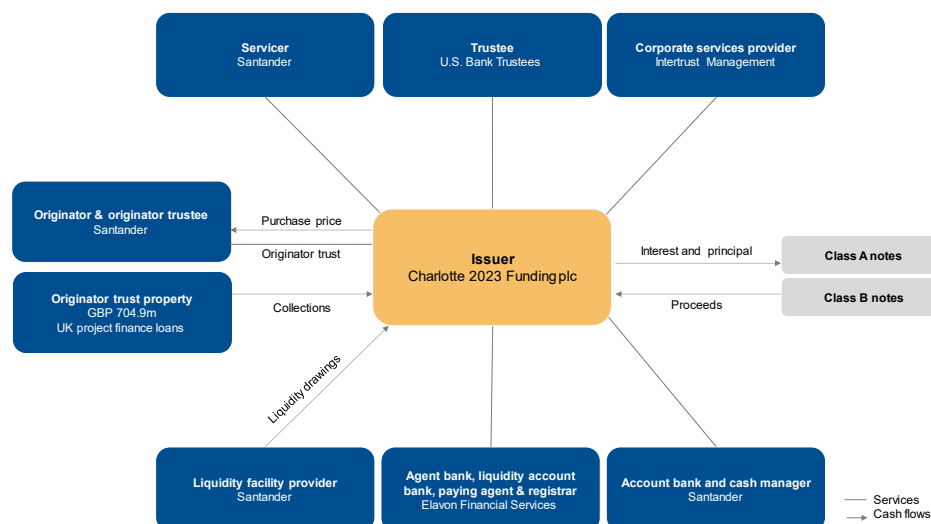 Servicer
Santander
Trustee
U.S. Bank Trustees
Corporate services provider
Intertrust Management
Originator & originator trustee
Santander
Purchase price
Originator trust
Issuer
Charlotte 2023 Funding plc
Interest and principal
Class A notes
Originator trust property
GBP 704.9m
UK project finance loans
Collections
Proceeds
Class B notes
Liquidity drawings
Liquidity facility provider
Santander
Agent bank, liquidity account
bank, paying agent & registrar
Elavon Financial Services
Account bank and cash manager
Santander
Services
Cash flows